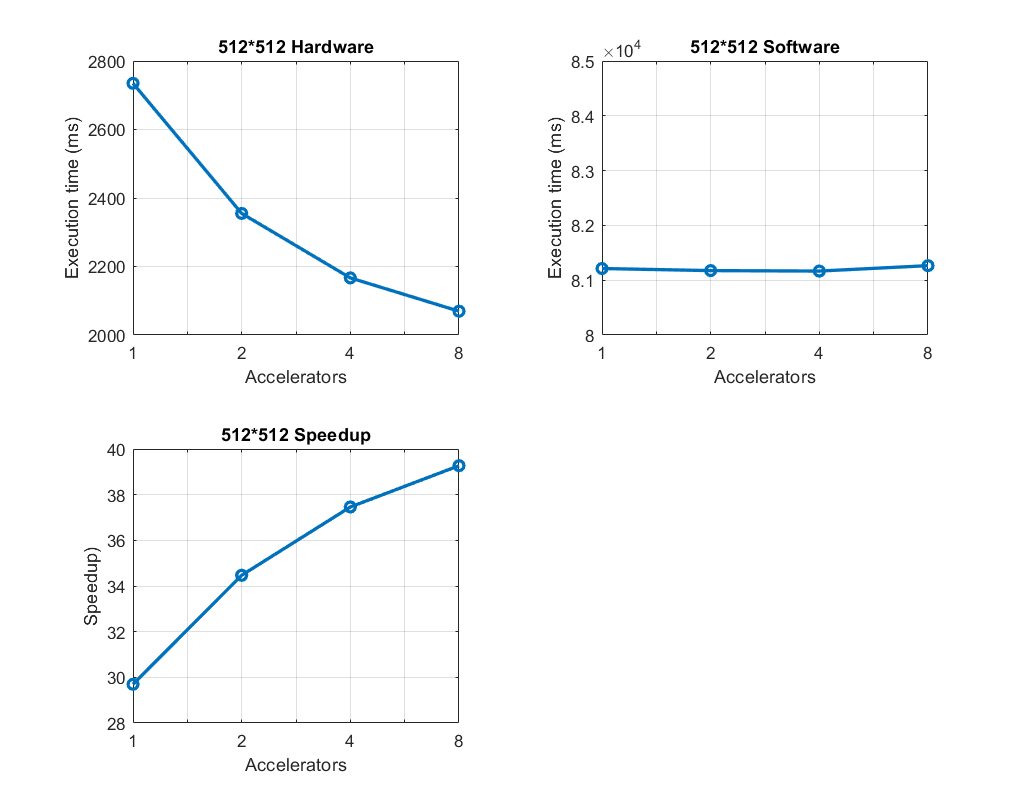 512*512 Hardware
2800
2600
2400
2200
2000
Execution time (ms)
1 2 4 8
Accelerators
×10^4
512*512 Software
8.5
8.4
8.3
8.2
8.1
8
Execution time (ms)
1 2 4 8
Accelerators
512*512 Speedup
40
38
36
34
32
30
28
Speedup)
1 2 4 8
Accelerators